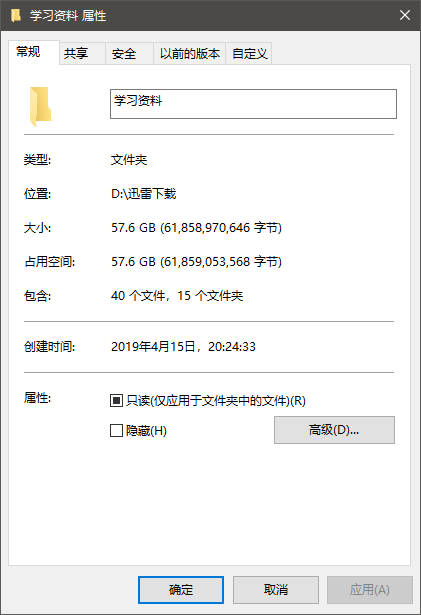 学习资料 属性
常规 共享 安全 以前的版本 自定义
学习资料
类型: 文件夹
位置: D:\迅雷下载
大小: 57.6 GB (61,858,970,646 字节)
占用空间: 57.6 GB (61,859,053,568 字节)
包含: 40 个文件，15 个文件夹
创建时间: 2019年4月15日，20:24:33
属性: 只读(仅应用于文件夹中的文件)(R)
隐藏(H) 高级(D)...
确定 取消 应用(A)